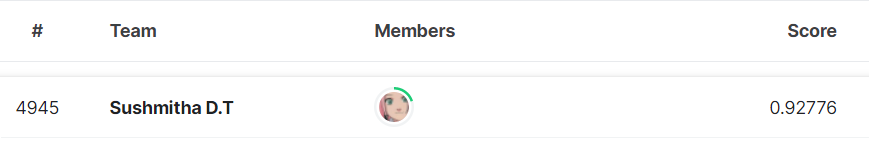 # Team Members Score
4945 Sushmitha D.T 0.92776